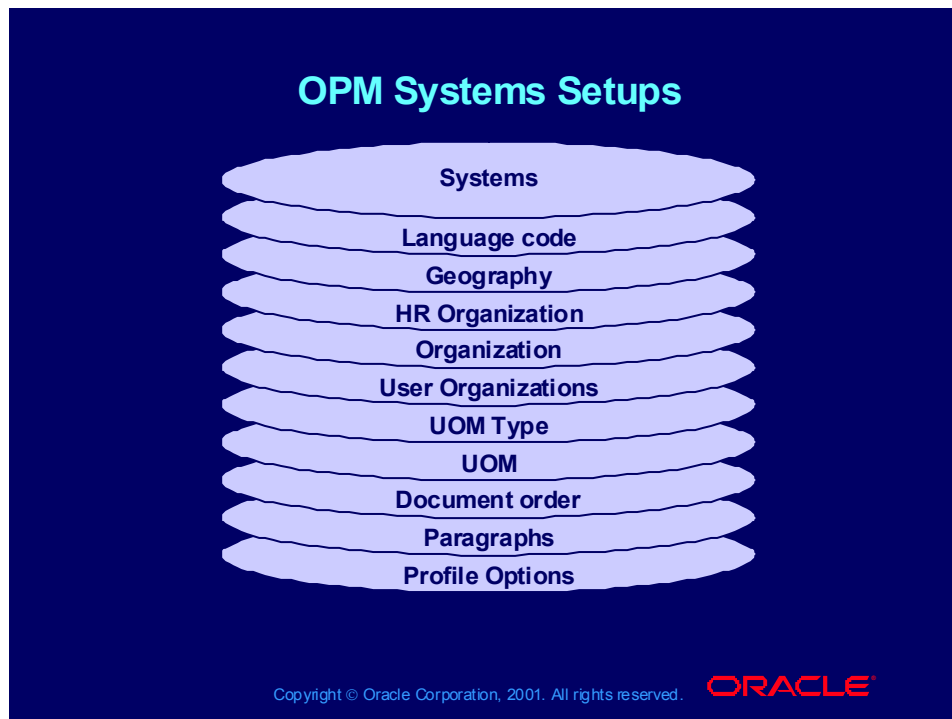 OPM Systems Setups
Systems
Language code
Geography
HR Organization
Organization
User Organizations
UOM Type
UOM
Document order
Paragraphs
Profile Options
Copyright © Oracle Corporation, 2001. All rights reserved.
ORACLE®